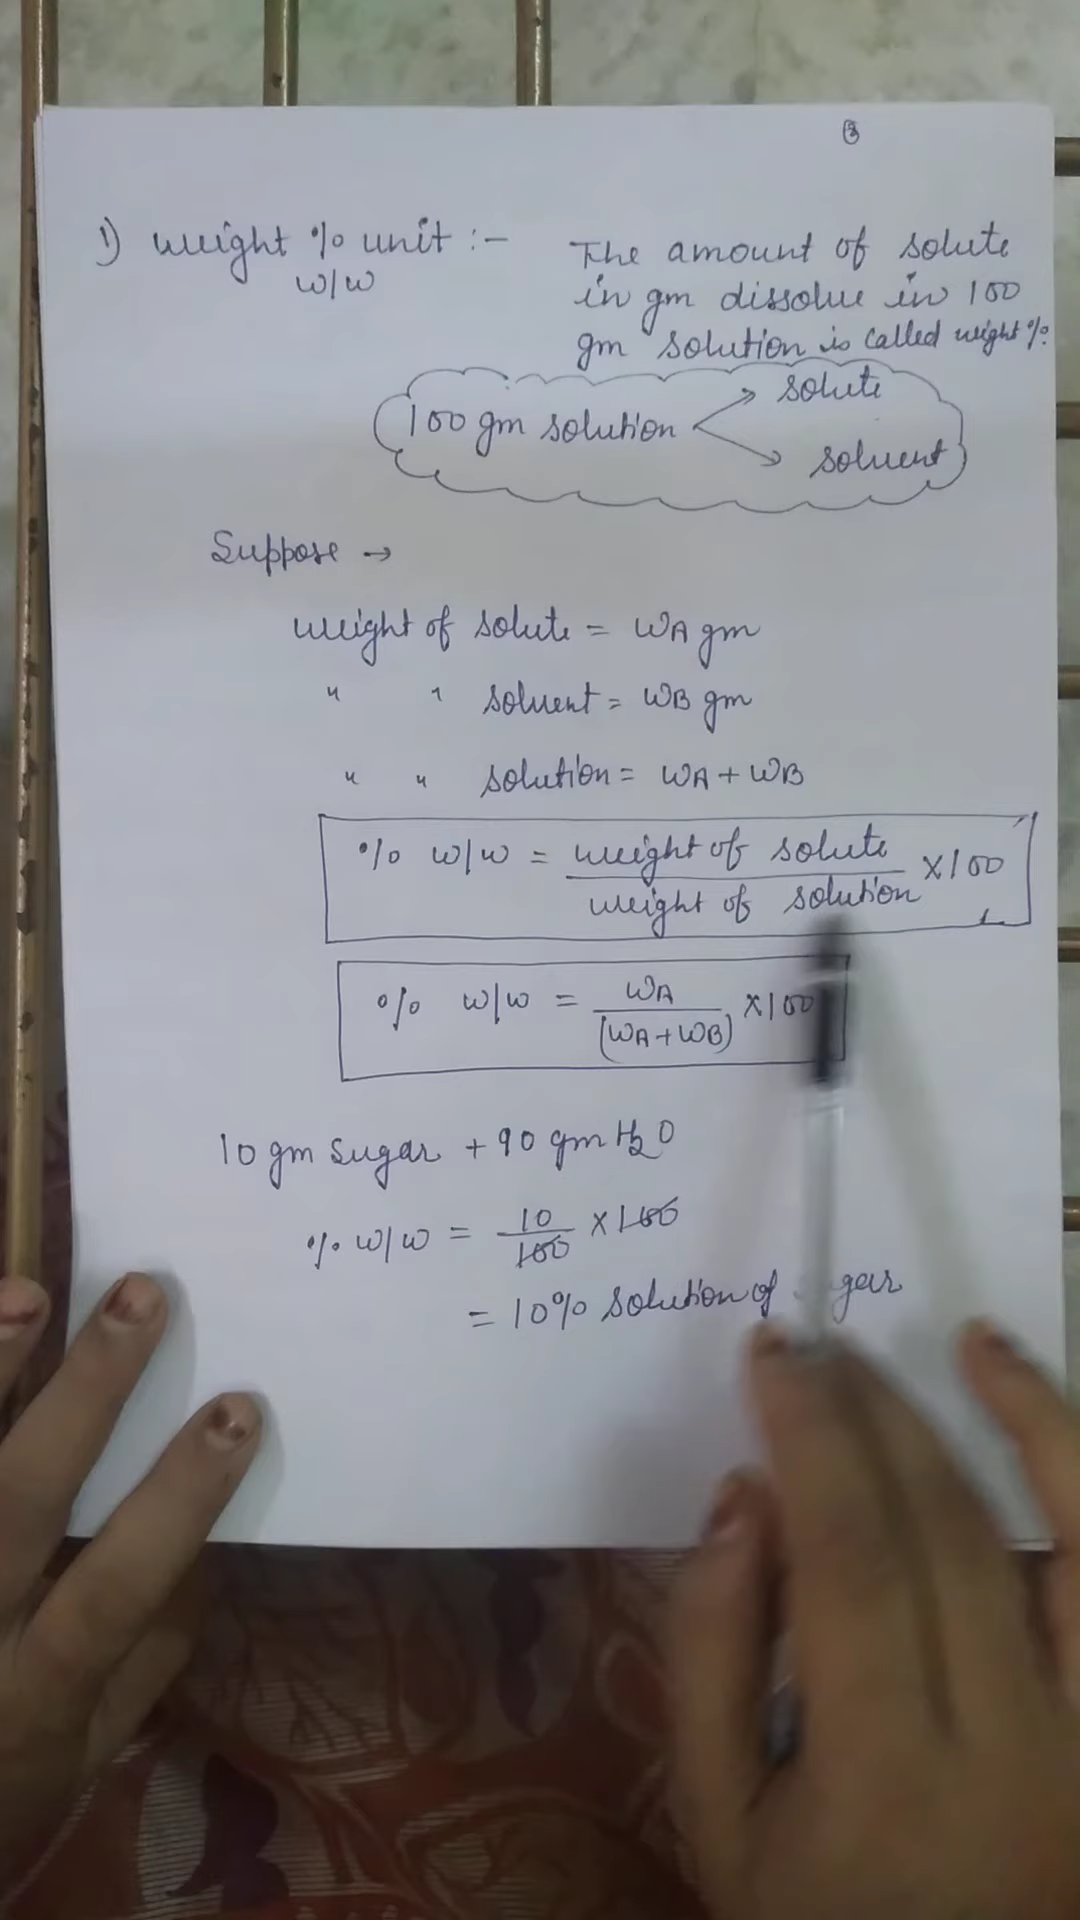 3
1) weight % unit :-
w/w
The amount of solute
in gm dissolve in 100
gm solution is called weight %.
100 gm solution
solute
solvent
Suppose →
weight of solute = WA gm
" " solvent = WB gm
" " solution = WA + WB
% w/w = weight of solute / weight of solution × 100
% w/w = WA / (WA + WB) × 100
10 gm sugar + 90 gm H2O
% w/w = 10 / 100 × 100
= 10% solution of